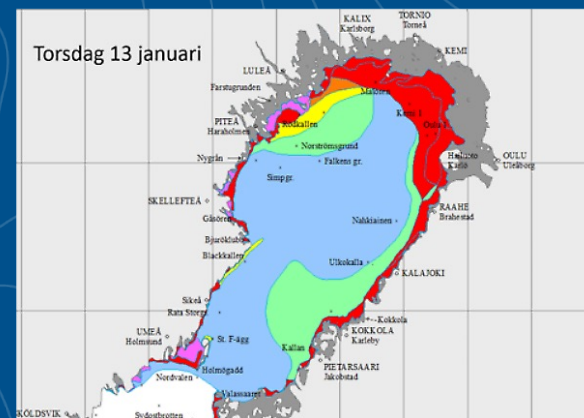 Torsdag 13 januari
KALIX
Karlsborg
TORNIO
Torneå
KEMI
LULEÅ
Farstugrunden
Malören
PITEÅ
Haraholmen
Rödkallen
Kemi 1
Oulu 1
Norströmsgrund
Nygrån
Falkens gr.
Hailuoto
Karlö
OULU
Uleåborg
Simpgr.
SKELLEFTEÅ
Gåsören
RAAHE
Brahestad
Nahkiainen
Bjuröklubb
Blackkallen
Ulkokalla
KALAJOKI
Sikeå
Rata Storgr.
Kokkola
KOKKOLA
Karleby
UMEÅ
Holmsund
St. F-ägg
Kallan
PIETARSAARI
Jakobstad
Holmögadd
Nordvalen
Valassaaret
Sydostbrotten